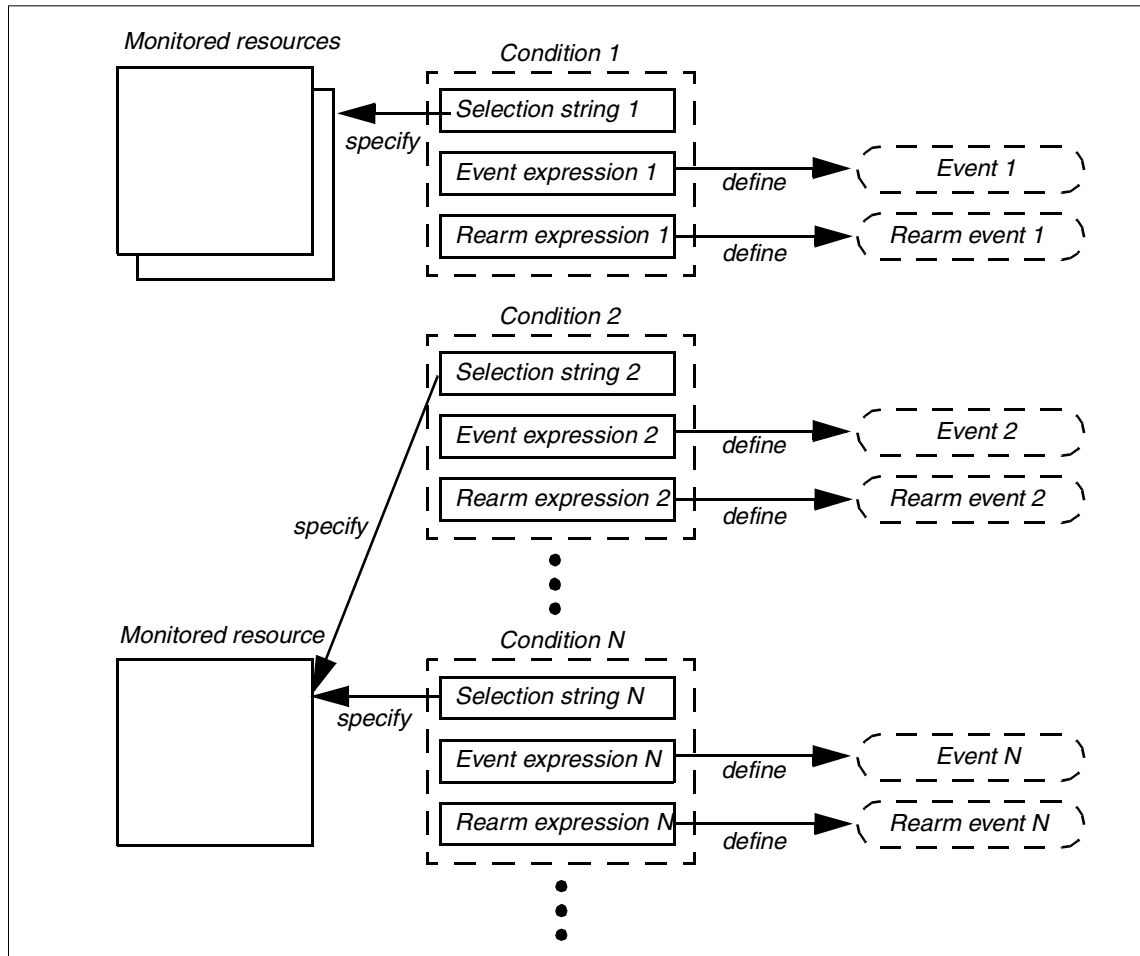 Monitored resources
Condition 1
Selection string 1
specify
Event expression 1
define
Event 1
Rearm expression 1
define
Rearm event 1
Condition 2
Selection string 2
Event expression 2
define
Event 2
Rearm expression 2
define
Rearm event 2
specify
Monitored resource
Condition N
Selection string N
specify
Event expression N
define
Event N
Rearm expression N
define
Rearm event N